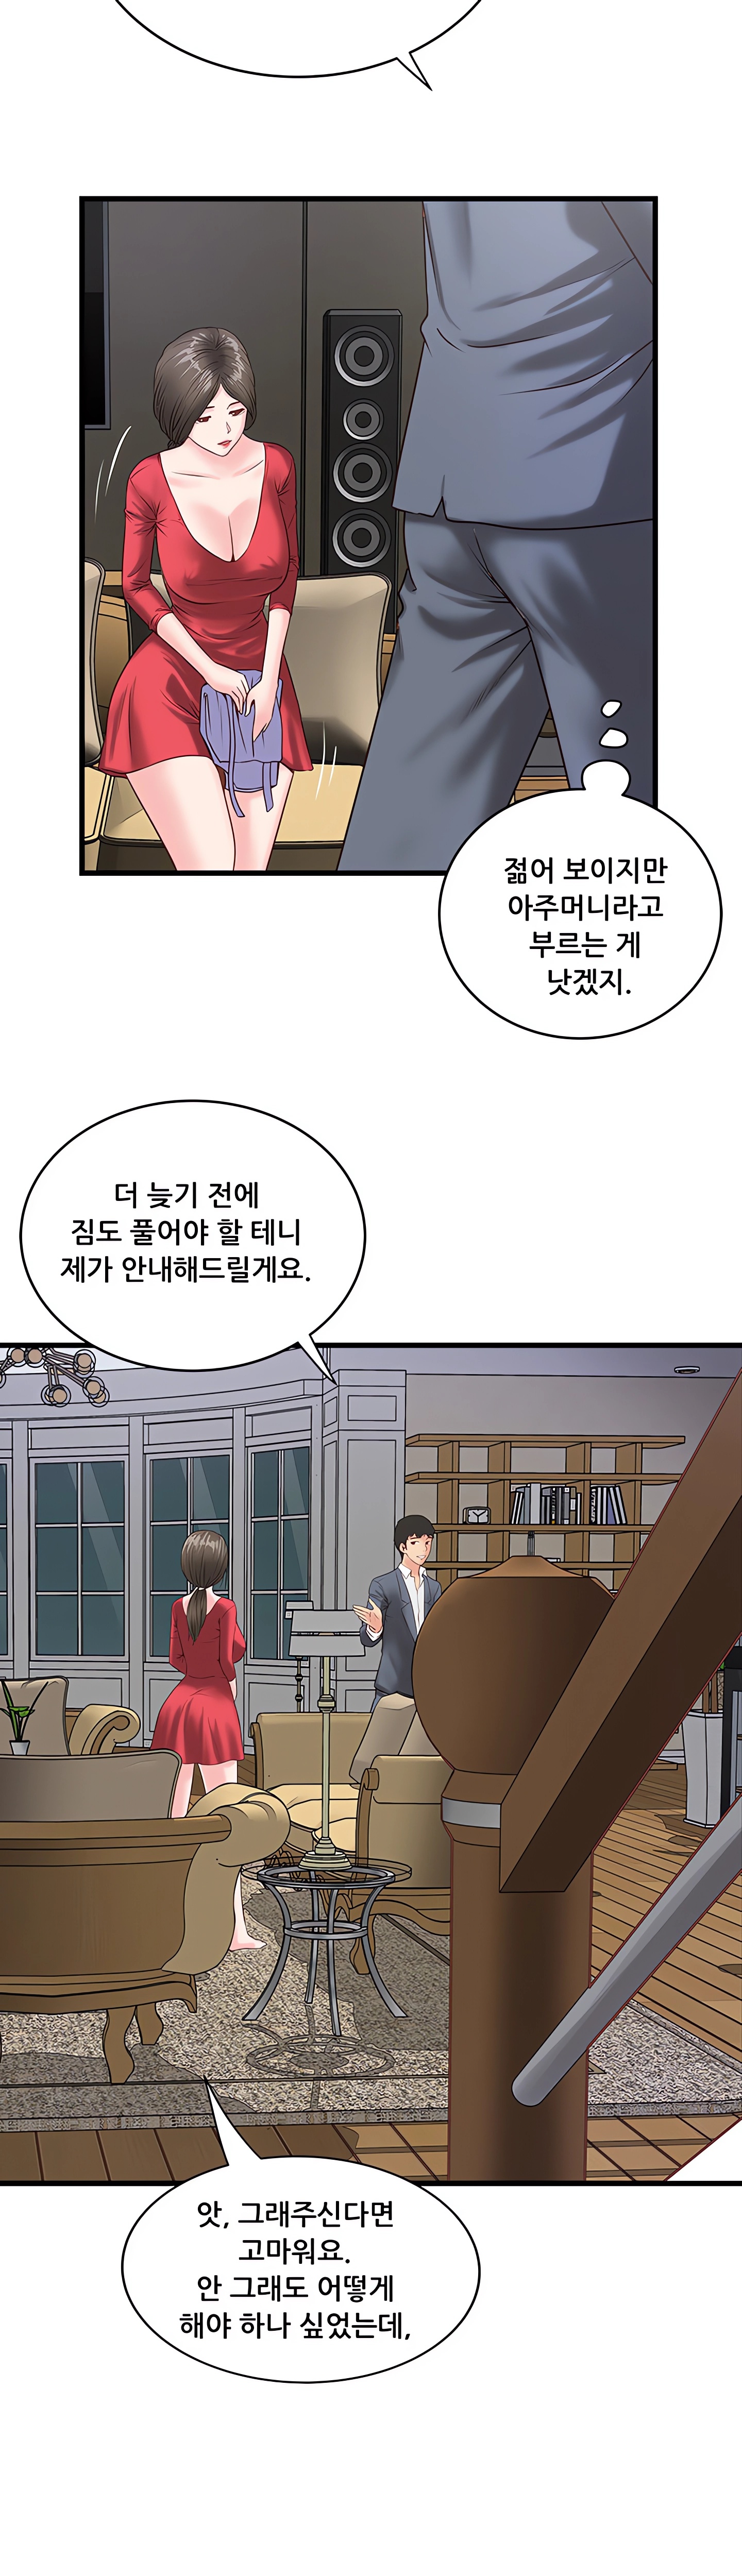 젊어 보이지만
아주머니라고
부르는 게
낫겠지.
더 늦기 전에
짐도 풀어야 할 테니
제가 안내해드릴게요.
앗, 그래주신다면
고마워요.
안 그래도 어떻게
해야 하나 싶었는데,